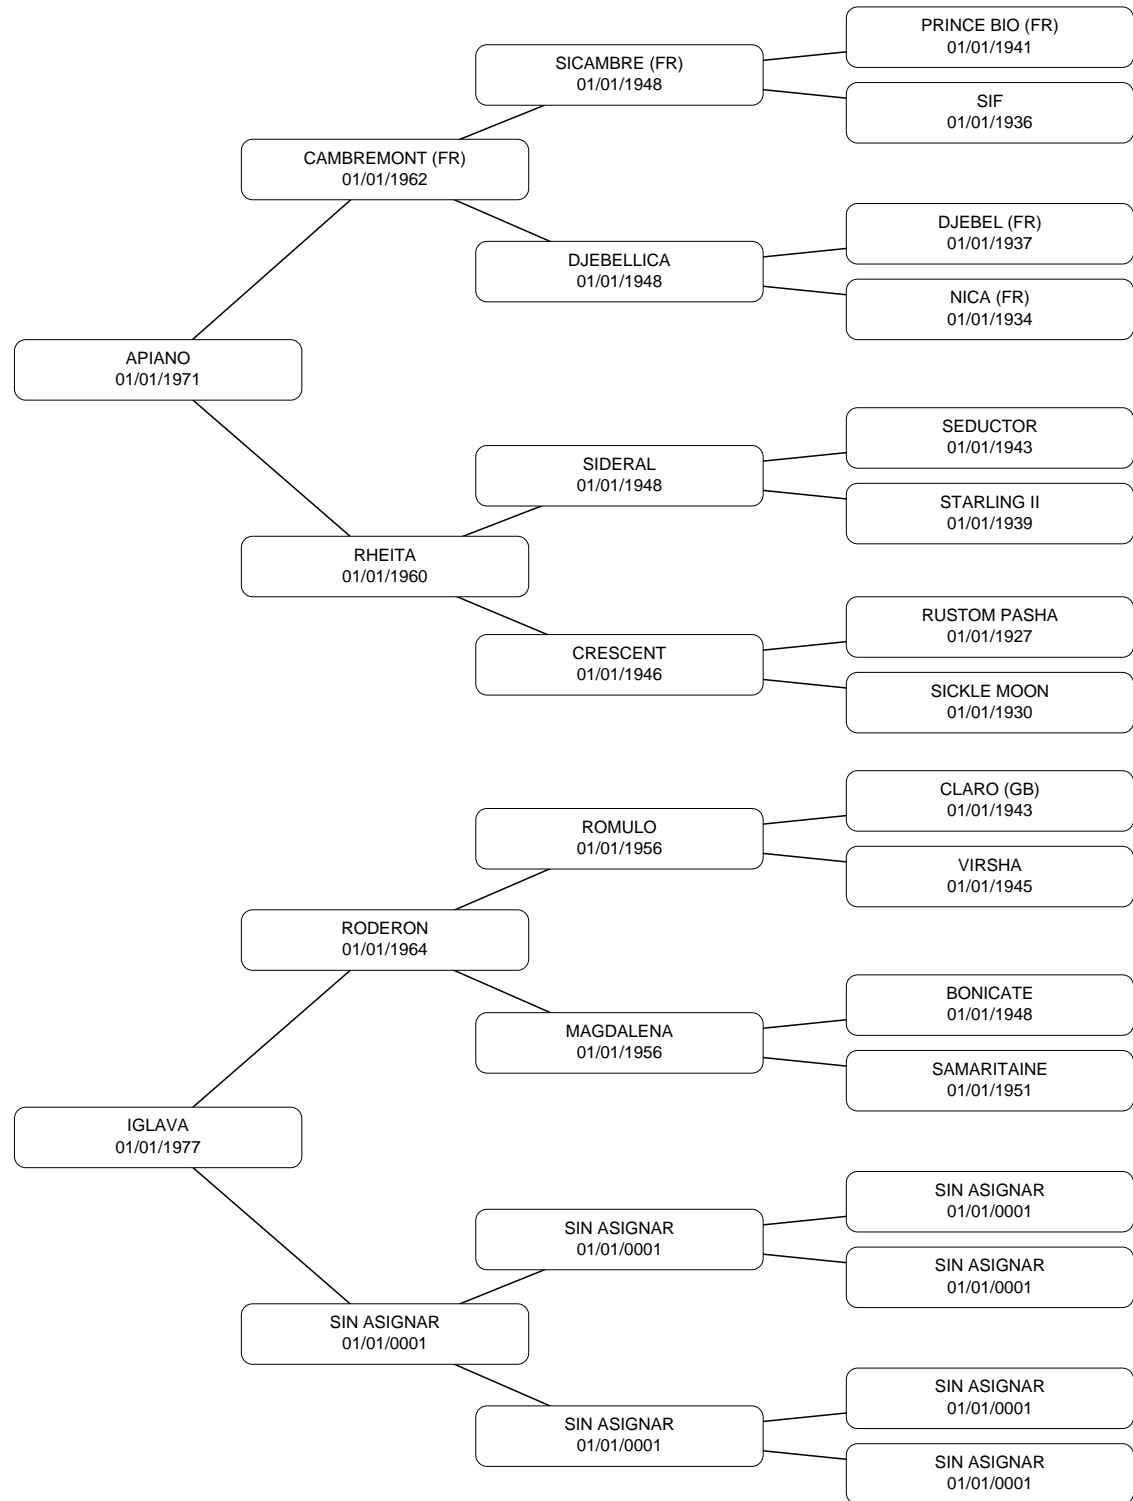 PRINCE BIO (FR)
01/01/1941
SICAMBRE (FR)
01/01/1948
SIF
01/01/1936
CAMBREMONT (FR)
01/01/1962
DJEBEL (FR)
01/01/1937
DJEBELLICA
01/01/1948
NICA (FR)
01/01/1934
APIANO
01/01/1971
SEDUCTOR
01/01/1943
SIDERAL
01/01/1948
STARLING II
01/01/1939
RHEITA
01/01/1960
RUSTOM PASHA
01/01/1927
CRESCENT
01/01/1946
SICKLE MOON
01/01/1930
CLARO (GB)
01/01/1943
ROMULO
01/01/1956
VIRSHA
01/01/1945
RODERON
01/01/1964
BONICATE
01/01/1948
MAGDALENA
01/01/1956
SAMARITAINE
01/01/1951
IGLAVA
01/01/1977
SIN ASIGNAR
01/01/0001
SIN ASIGNAR
01/01/0001
SIN ASIGNAR
01/01/0001
SIN ASIGNAR
01/01/0001
SIN ASIGNAR
01/01/0001
SIN ASIGNAR
01/01/0001
SIN ASIGNAR
01/01/0001